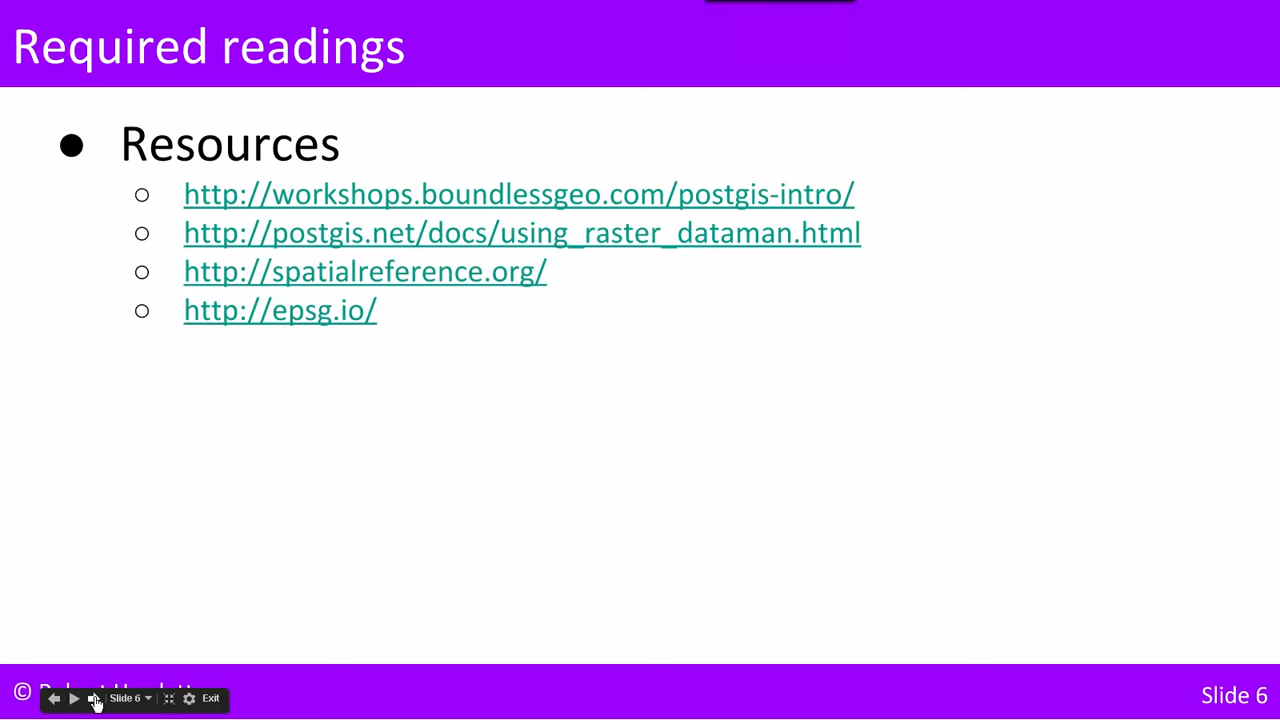 Required readings
● Resources
○ http://workshops.boundlessgeo.com/postgis-intro/
○ http://postgis.net/docs/using_raster_dataman.html
○ http://spatialreference.org/
○ http://epsg.io/
©
Slide 6 Exit
Slide 6